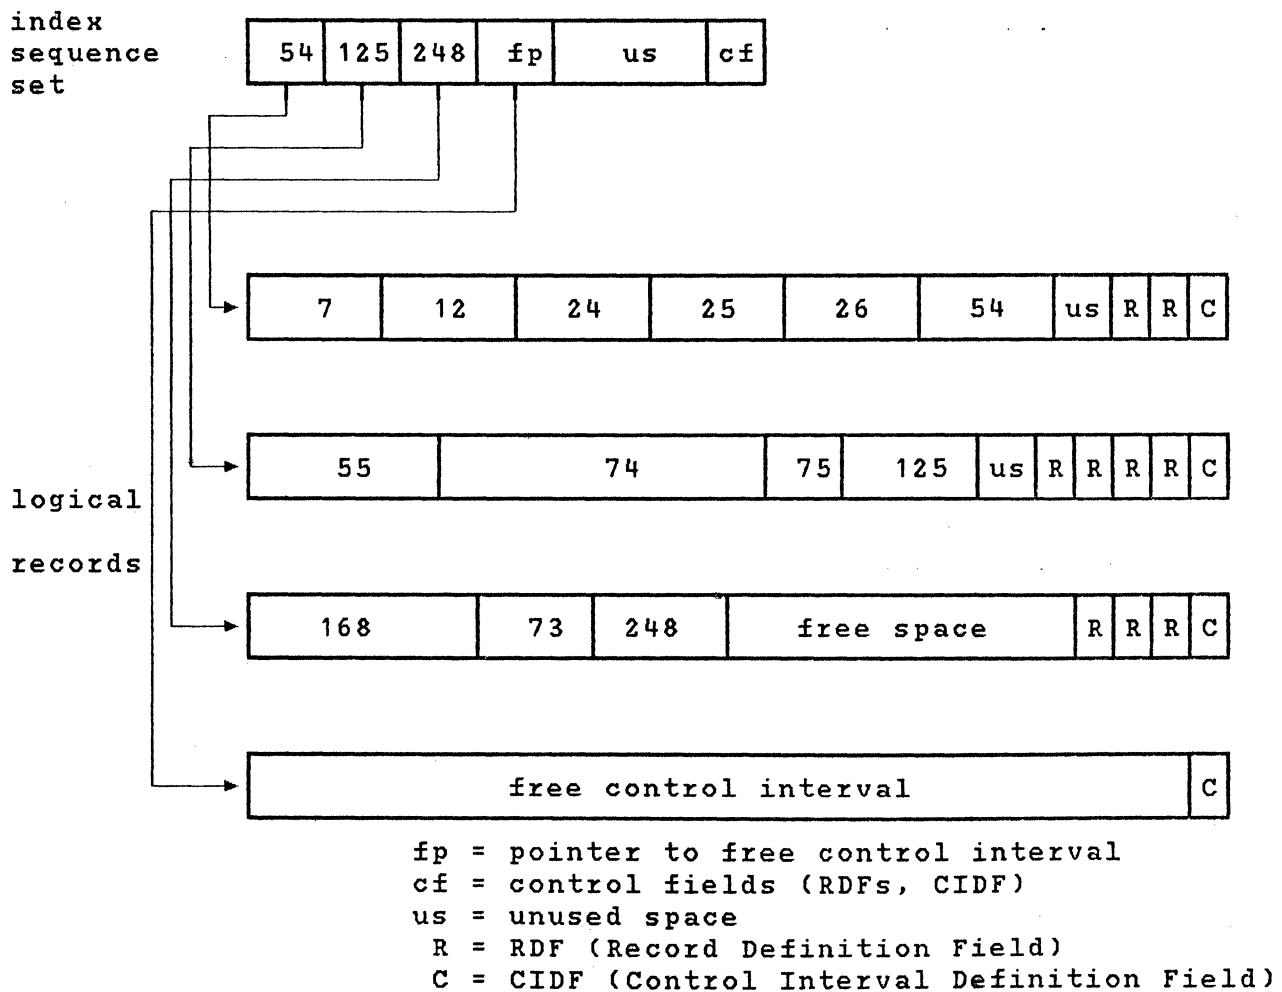 index
sequence
set
54 125 248 fp us cf
7 12 24 25 26 54 us R R C
55 74 75 125 us R R R R C
logical
records
168 73 248 free space R R R C
free control interval C
fp = pointer to free control interval
cf = control fields (RDFs, CIDF)
us = unused space
R = RDF (Record Definition Field)
C = CIDF (Control Interval Definition Field)